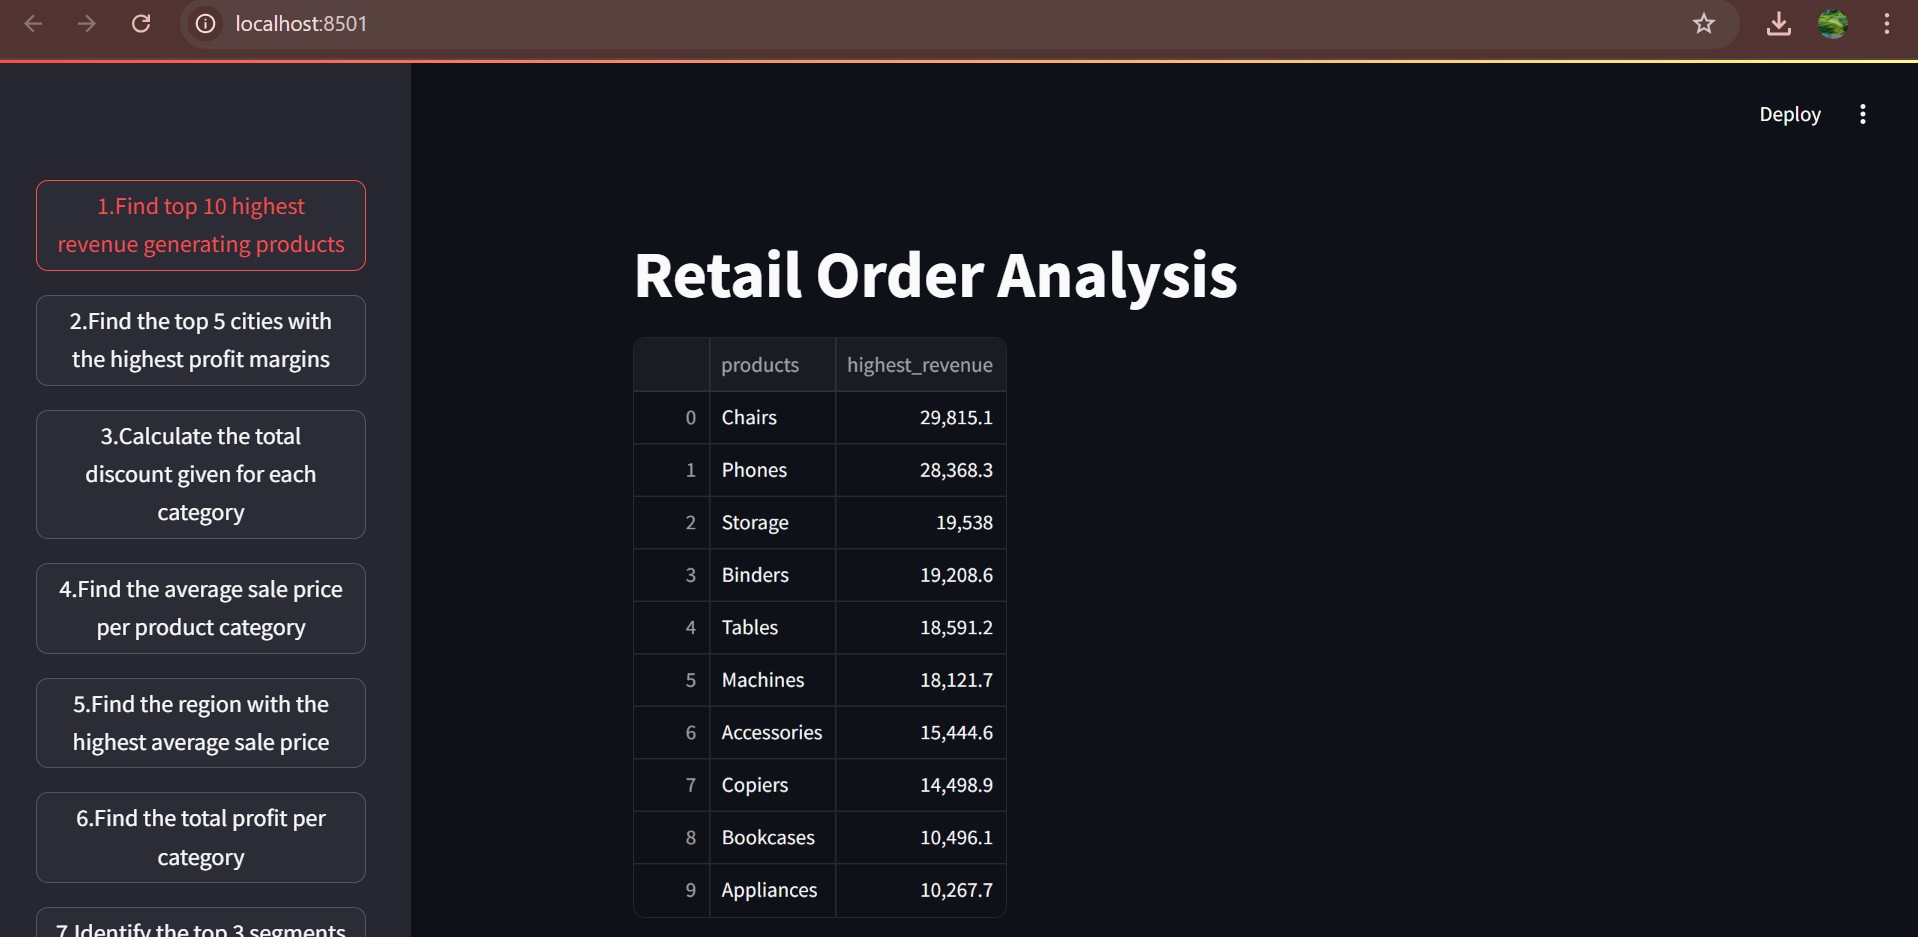 localhost:8501
Deploy
1.Find top 10 highest
revenue generating products
2.Find the top 5 cities with
the highest profit margins
3.Calculate the total
discount given for each
category
4.Find the average sale price
per product category
5.Find the region with the
highest average sale price
6.Find the total profit per
category
7.Identify the top 3 segments
Retail Order Analysis
products highest_revenue
0 Chairs 29,815.1
1 Phones 28,368.3
2 Storage 19,538
3 Binders 19,208.6
4 Tables 18,591.2
5 Machines 18,121.7
6 Accessories 15,444.6
7 Copiers 14,498.9
8 Bookcases 10,496.1
9 Appliances 10,267.7